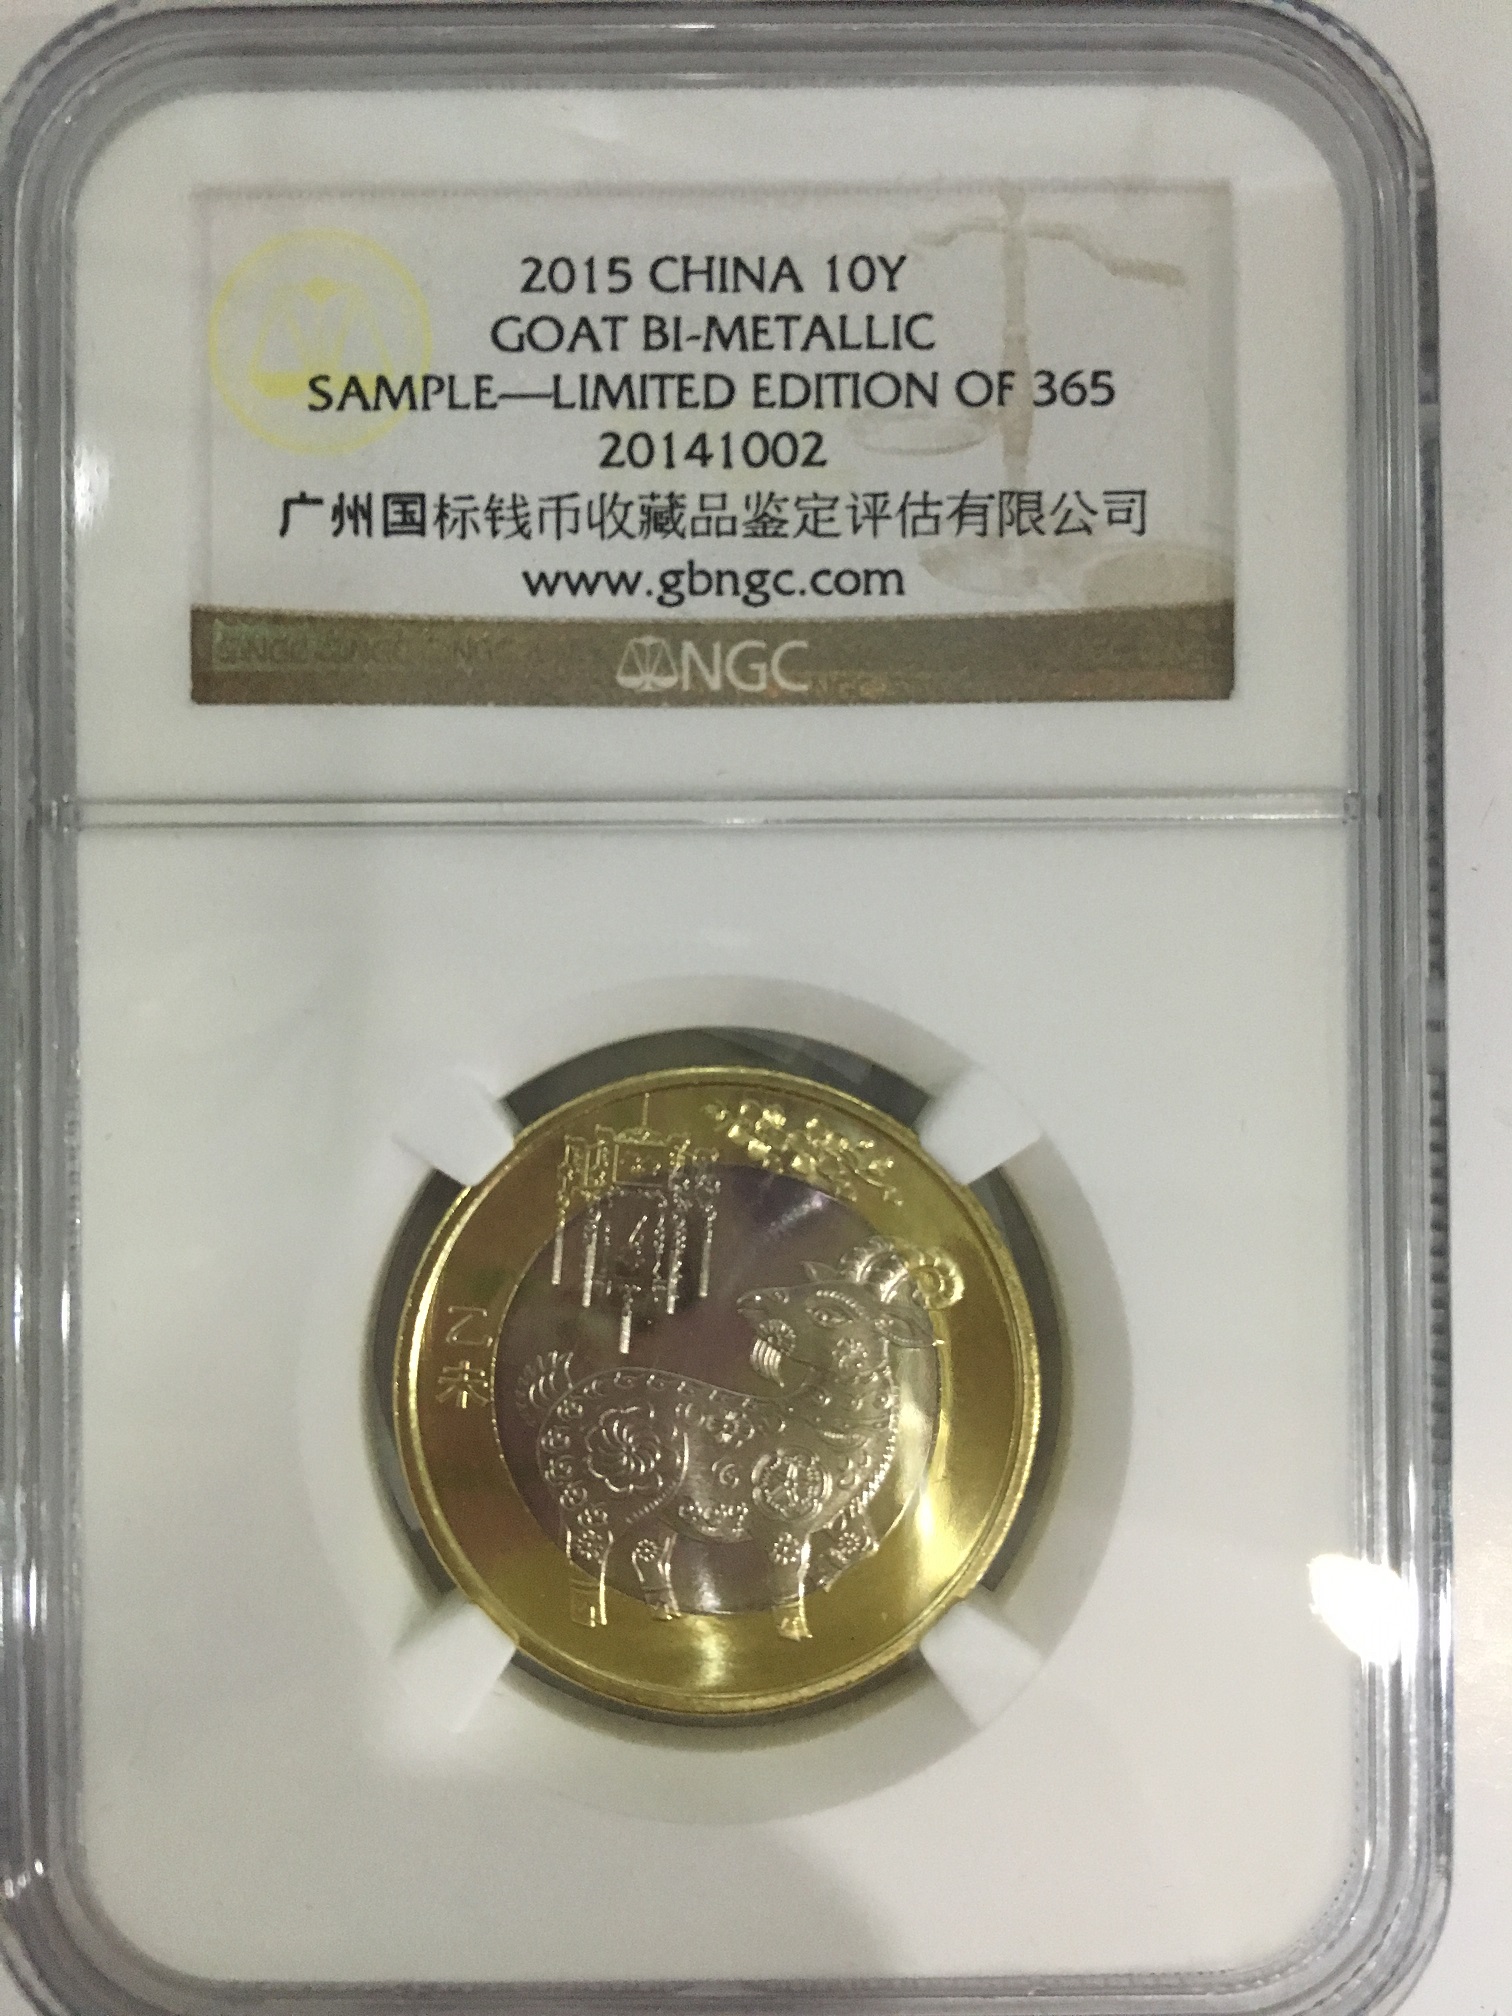 2015 CHINA 10Y
GOAT BI-METALLIC
SAMPLE—LIMITED EDITION OF 365
20141002
广州国标钱币收藏品鉴定评估有限公司
www.gbngc.com
NGC
乙
未